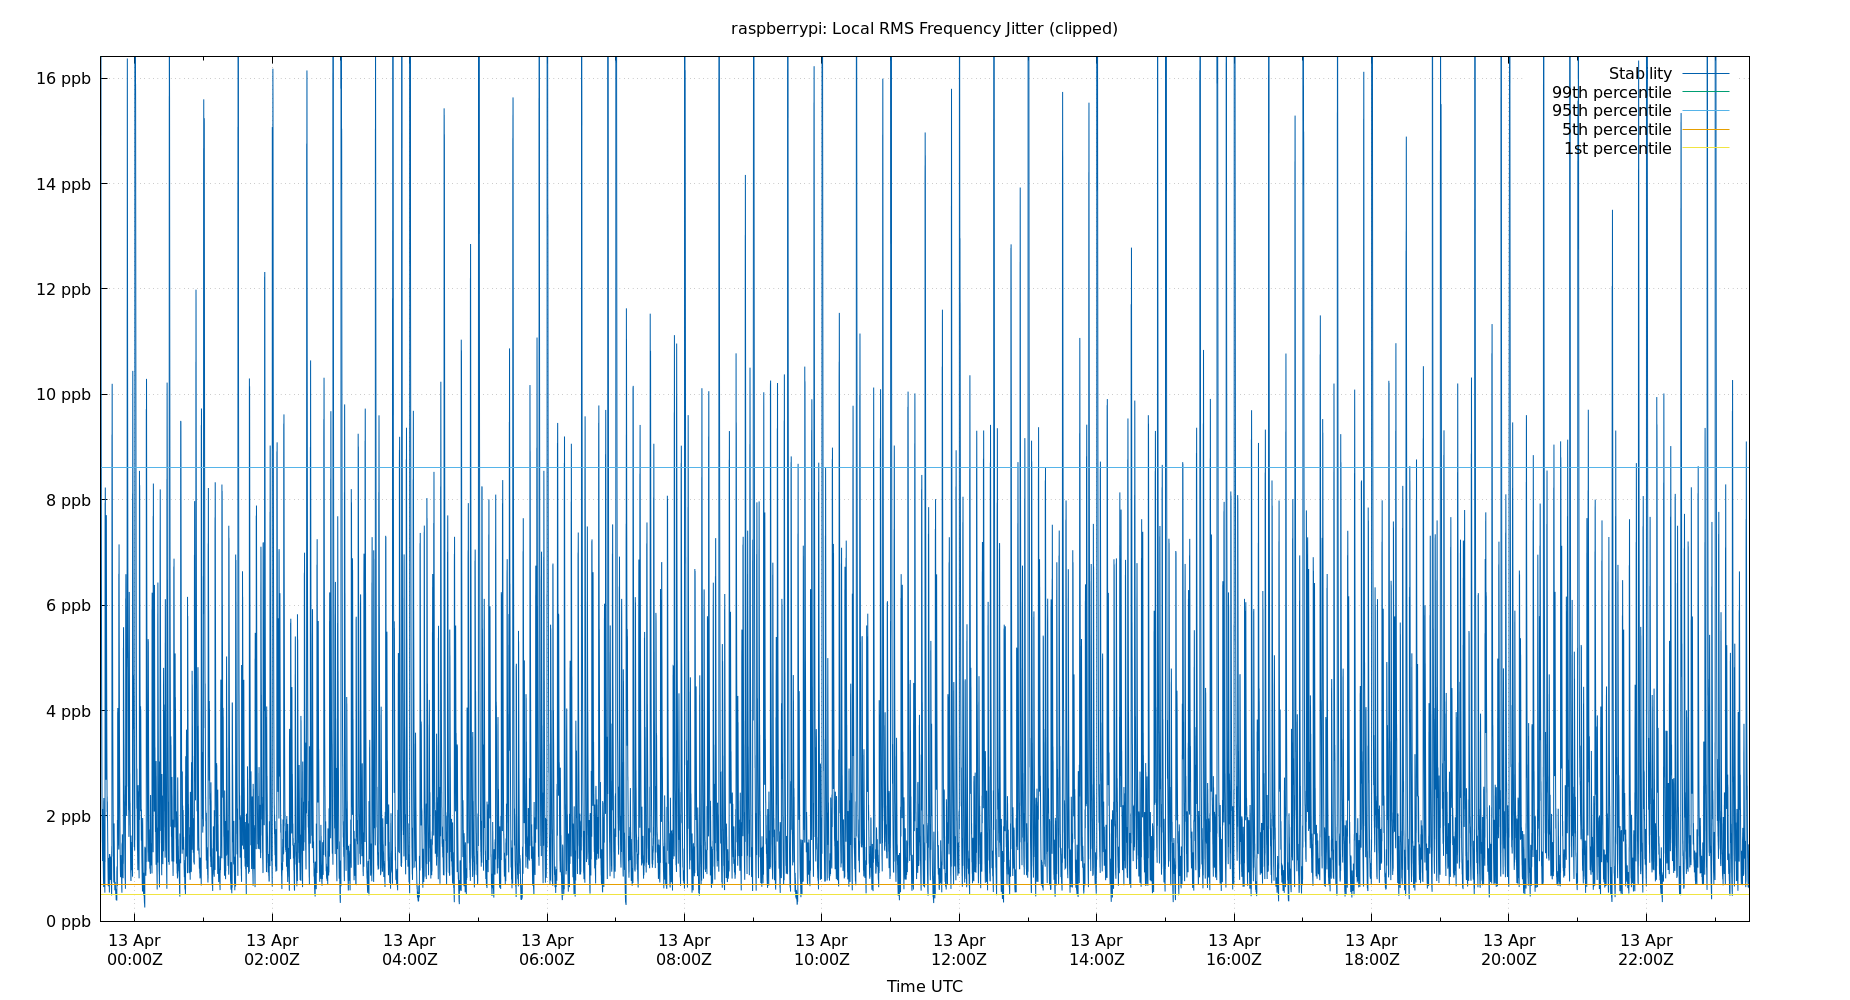 raspberrypi: Local RMS Frequency Jitter (clipped)
16 ppb
14 ppb
12 ppb
10 ppb
8 ppb
6 ppb
4 ppb
2 ppb
0 ppb
Stability
99th percentile
95th percentile
5th percentile
1st percentile
13 Apr 13 Apr 13 Apr 13 Apr 13 Apr 13 Apr 13 Apr 13 Apr 13 Apr 13 Apr 13 Apr 13 Apr
00:00Z 02:00Z 04:00Z 06:00Z 08:00Z 10:00Z 12:00Z 14:00Z 16:00Z 18:00Z 20:00Z 22:00Z
Time UTC